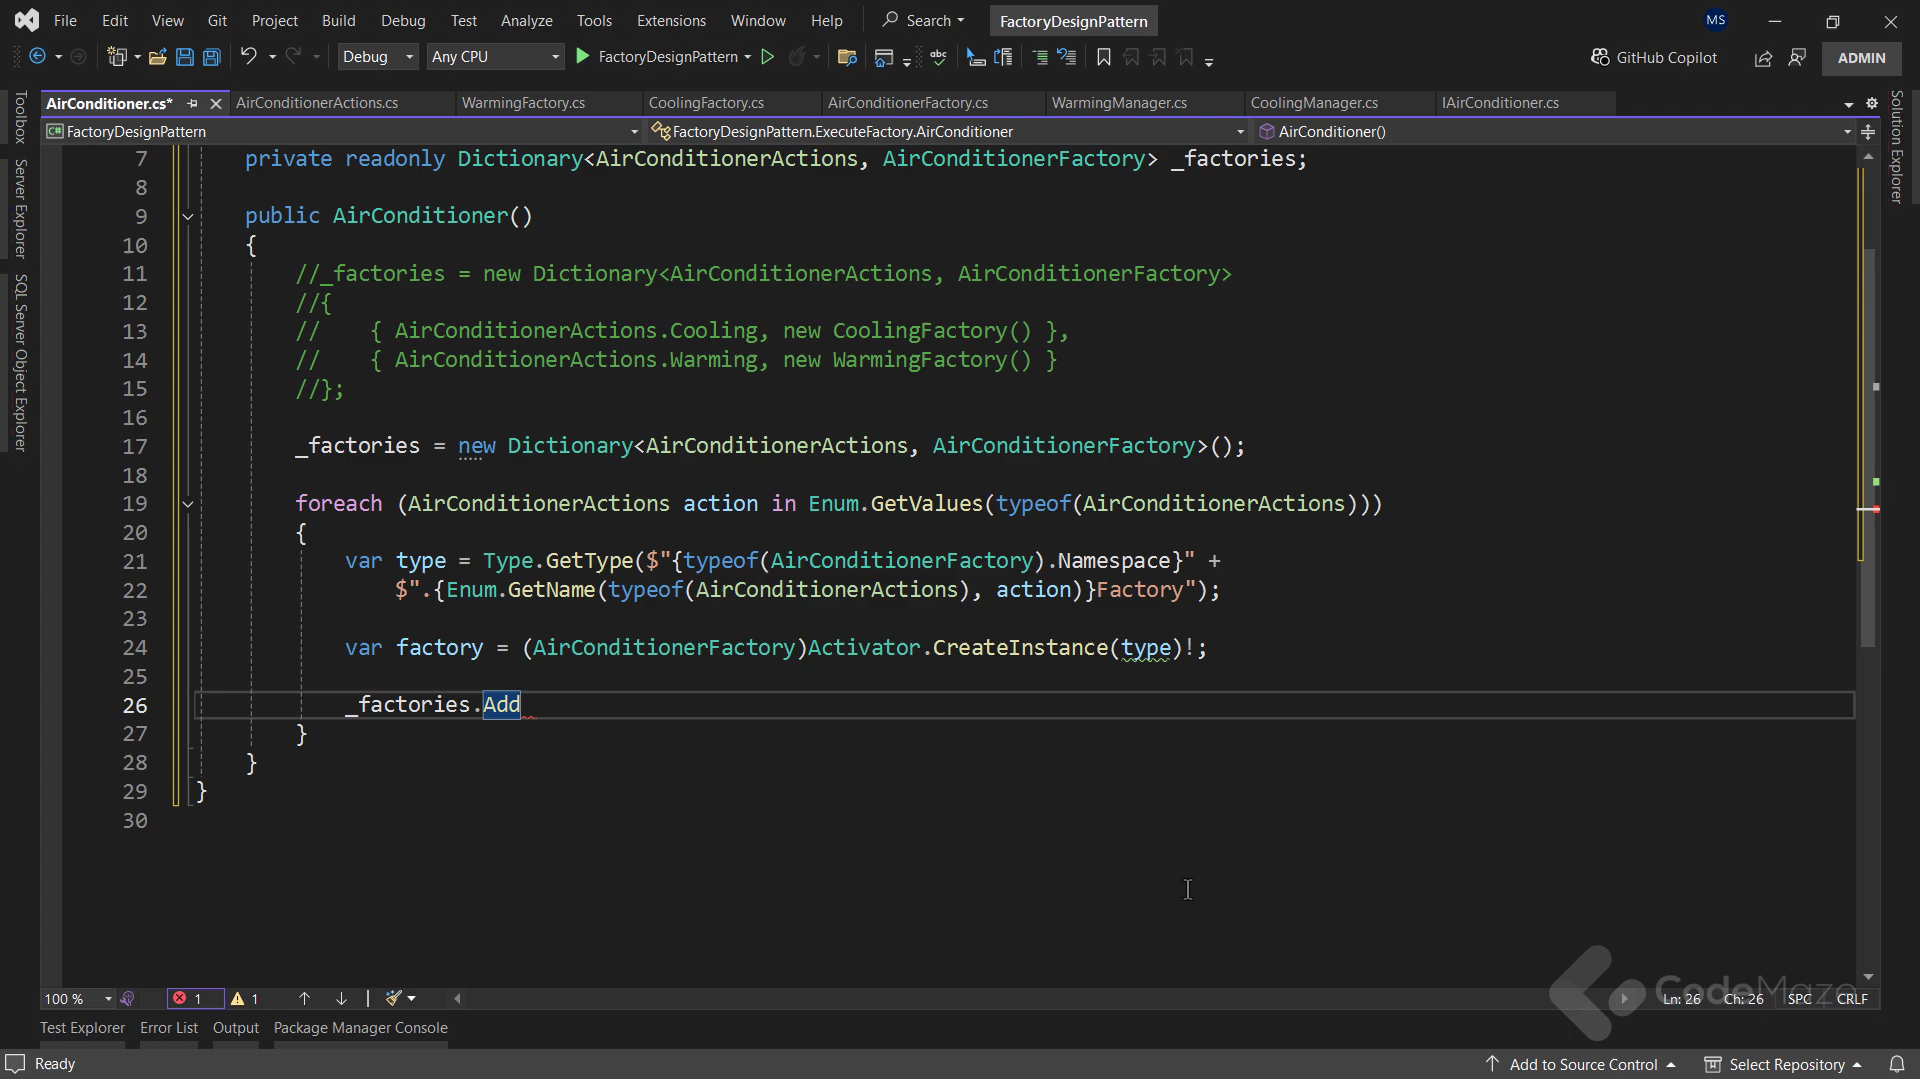 File Edit View Git Project Build Debug Test Analyze Tools Extensions Window Help Search FactoryDesignPattern MS
Debug Any CPU FactoryDesignPattern abc GitHub Copilot ADMIN
AirConditioner.cs* AirConditionerActions.cs WarmingFactory.cs CoolingFactory.cs AirConditionerFactory.cs WarmingManager.cs CoolingManager.cs IAirConditioner.cs
C# FactoryDesignPattern FactoryDesignPattern.ExecuteFactory.AirConditioner AirConditioner()
Toolbox
Server Explorer
SQL Server Object Explorer
Solution Explorer
7 private readonly Dictionary<AirConditionerActions, AirConditionerFactory> _factories;
8
9 public AirConditioner()
10 {
11 //_factories = new Dictionary<AirConditionerActions, AirConditionerFactory>
12 //{
13 // { AirConditionerActions.Cooling, new CoolingFactory() },
14 // { AirConditionerActions.Warming, new WarmingFactory() }
15 //};
16
17 _factories = new Dictionary<AirConditionerActions, AirConditionerFactory>();
18
19 foreach (AirConditionerActions action in Enum.GetValues(typeof(AirConditionerActions)))
20 {
21 var type = Type.GetType($"{typeof(AirConditionerFactory).Namespace}" +
22 $".{Enum.GetName(typeof(AirConditionerActions), action)}Factory");
23
24 var factory = (AirConditionerFactory)Activator.CreateInstance(type)!;
25
26 _factories.Add
27 }
28 }
29 }
30
CodeMaze
100 % 1 1 Ln: 26 Ch: 26 SPC CRLF
Test Explorer Error List Output Package Manager Console
Ready Add to Source Control Select Repository